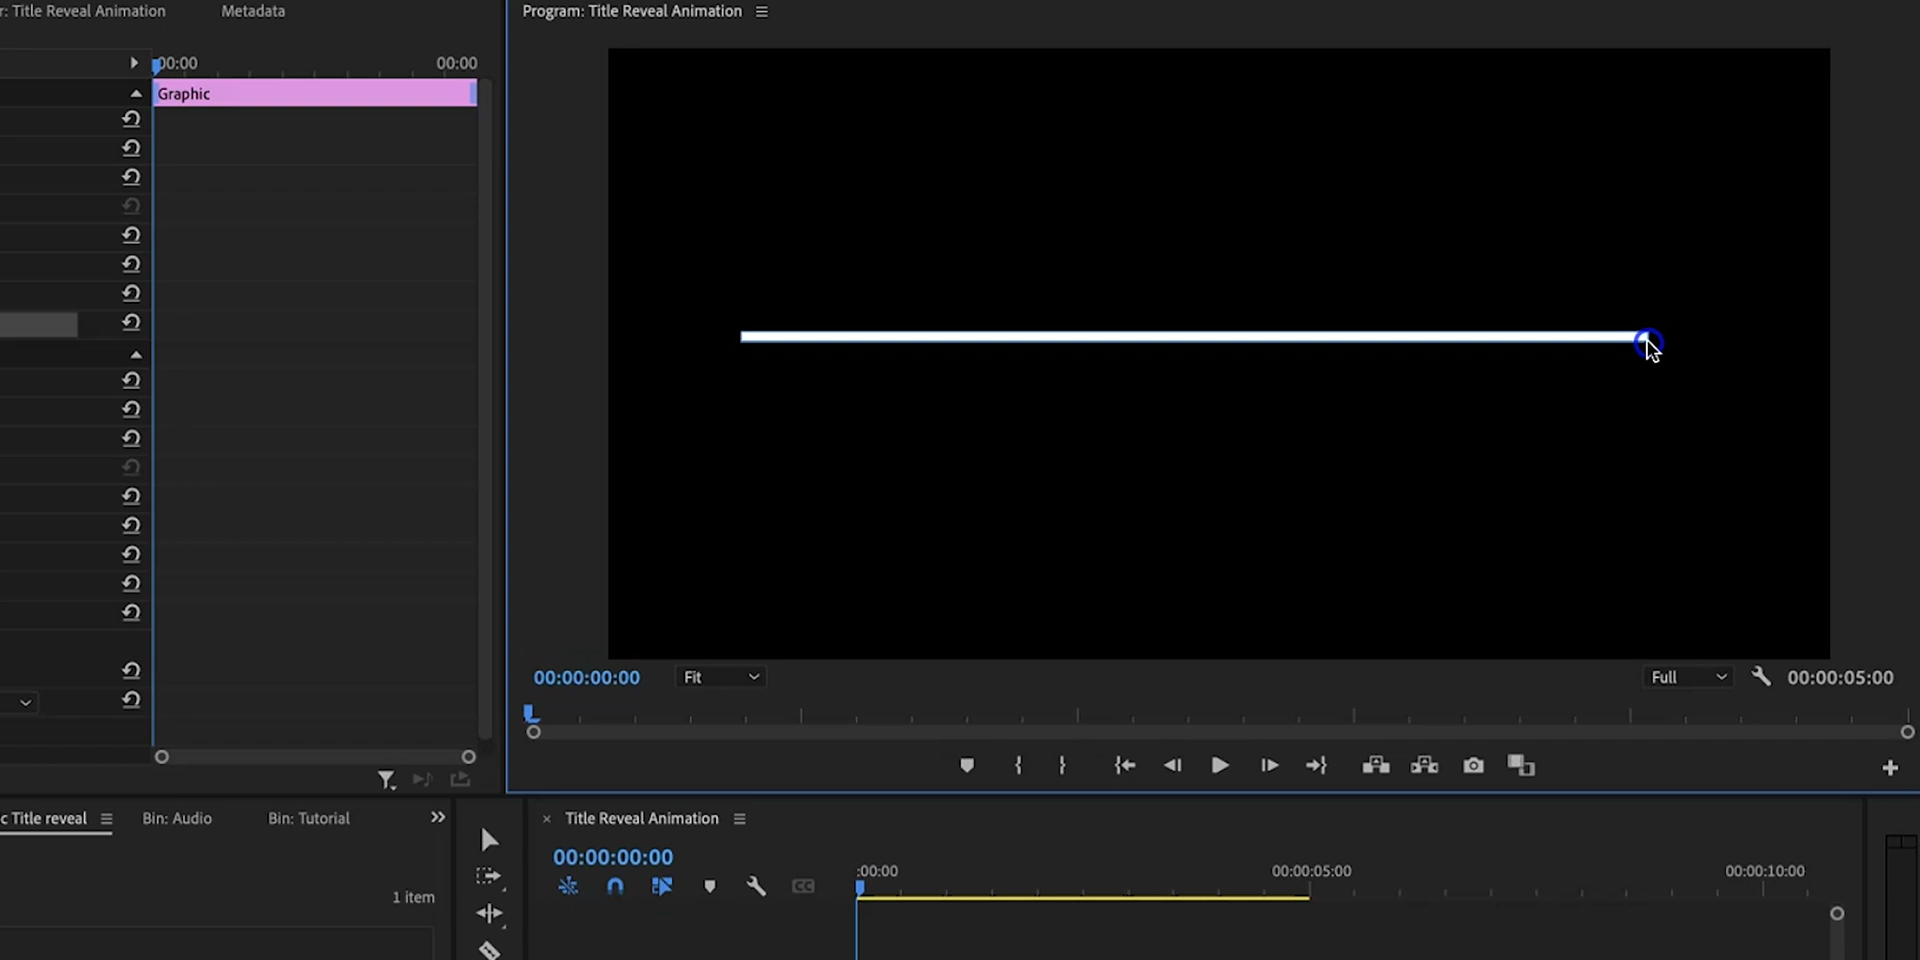 r: Title Reveal Animation
Metadata
Program: Title Reveal Animation
00:00
00:00
Graphic
00:00:00:00
Fit
Full
00:00:05:00
c Title reveal
Bin: Audio
Bin: Tutorial
1 item
Title Reveal Animation
00:00:00:00
CC
:00:00
00:00:05:00
00:00:10:00